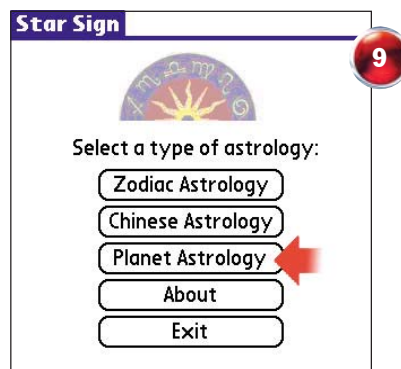 Star Sign
9
Select a type of astrology:
Zodiac Astrology
Chinese Astrology
Planet Astrology
About
Exit